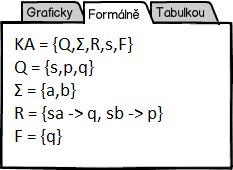 Graficky Formálně Tabulkou
KA = {Q,Σ,R,s,F}
Q = {s,p,q}
Σ = {a,b}
R = {sa -> q, sb -> p}
F = {q}